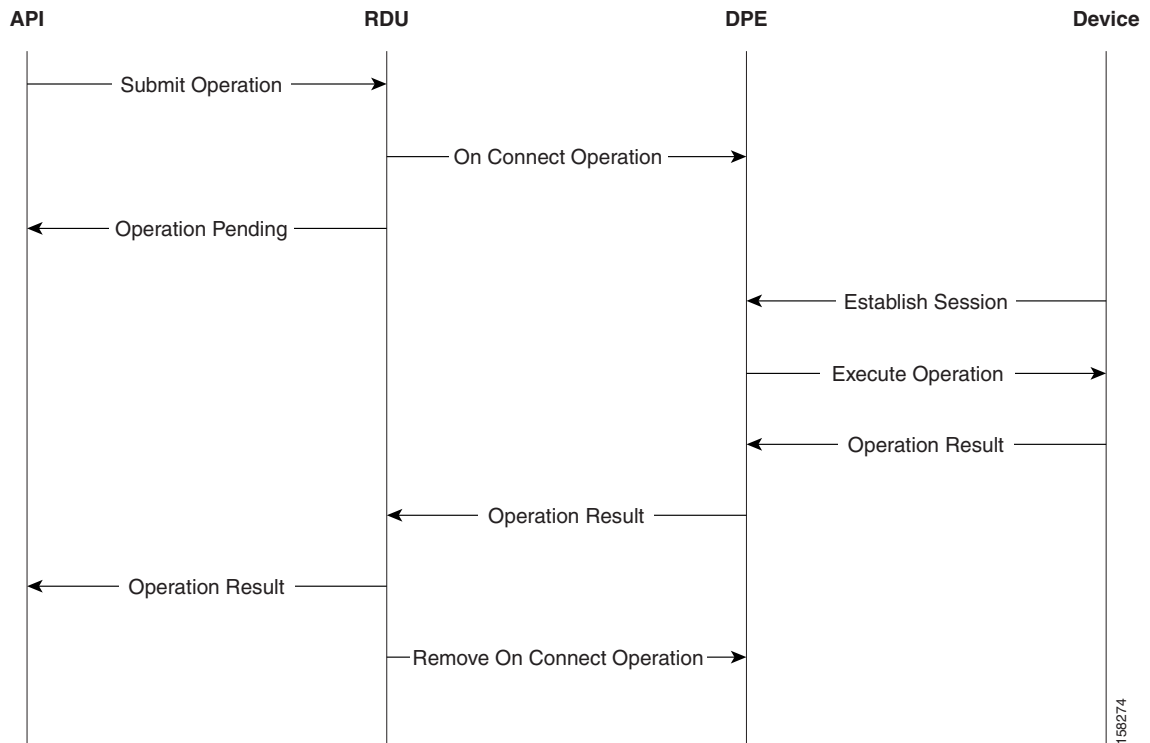 API
RDU
DPE
Device
Submit Operation
On Connect Operation
Operation Pending
Establish Session
Execute Operation
Operation Result
Operation Result
Operation Result
Remove On Connect Operation
158274